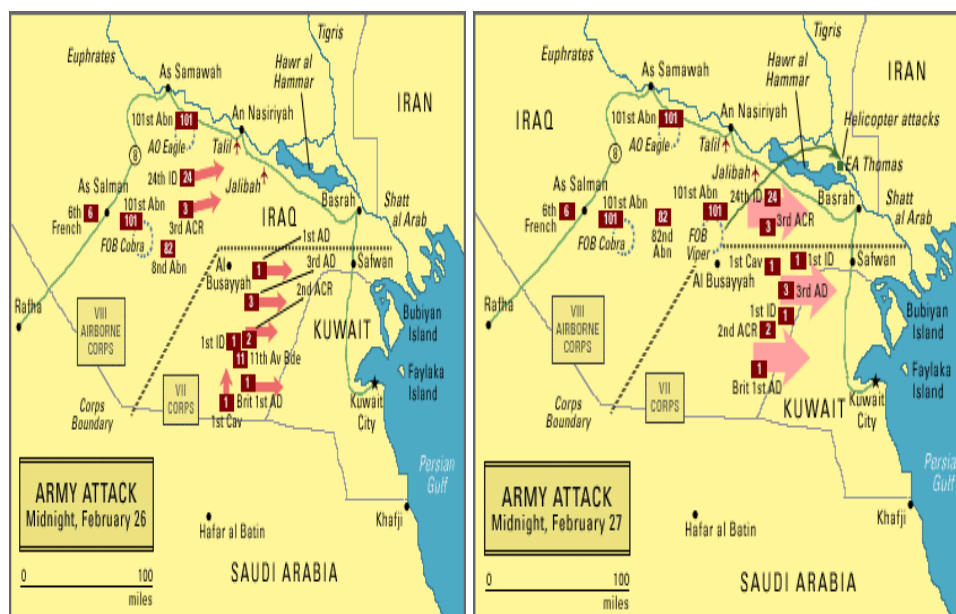 Tigris
Euphrates
As Samawah
Hawr al
Hammar
IRAN
101st Abn
101
An Nasiriyah
AO Eagle
Talil
8
24th ID
24
Jalibah
As Salman
Shatt
al Arab
6th
French
6
101st Abn
101
3
3rd ACR
IRAQ
Basrah
FOB Cobra
82
8nd Abn
1st AD
Al
Busayyah
1
3rd AD
Safwan
2nd ACR
3
Rafha
KUWAIT
Bubiyan
Island
VIII
AIRBORNE
CORPS
1st ID
1
2
11
11th Av Bde
Faylaka
Island
VII
CORPS
1
Brit 1st AD
1
1st Cav
Kuwait
City
Corps
Boundary
Persian
Gulf
ARMY ATTACK
Midnight, February 26
Khafji
Hafar al Batin
0
100
miles
SAUDI ARABIA
Tigris
Euphrates
As Samawah
Hawr al
Hammar
IRAN
IRAQ
101st Abn
101
An Nasiriyah
Helicopter attacks
AO Eagle
Talil
EA Thomas
8
Jalibah
As Salman
101st Abn
24th ID
24
Shatt
al Arab
6th
French
6
101st Abn
101
82
82nd
Abn
101
3
3rd ACR
Basrah
FOB Cobra
FOB
Viper
Al Busayyah
1st Cav
1
1
1st ID
Safwan
3
3rd AD
Rafha
Bubiyan
Island
VIII
AIRBORNE
CORPS
1st ID
1
2nd ACR
2
1
Brit 1st AD
Faylaka
Island
VII
CORPS
KUWAIT
Kuwait
City
Corps
Boundary
Persian
Gulf
ARMY ATTACK
Midnight, February 27
Khafji
Hafar al Batin
0
100
miles
SAUDI ARABIA